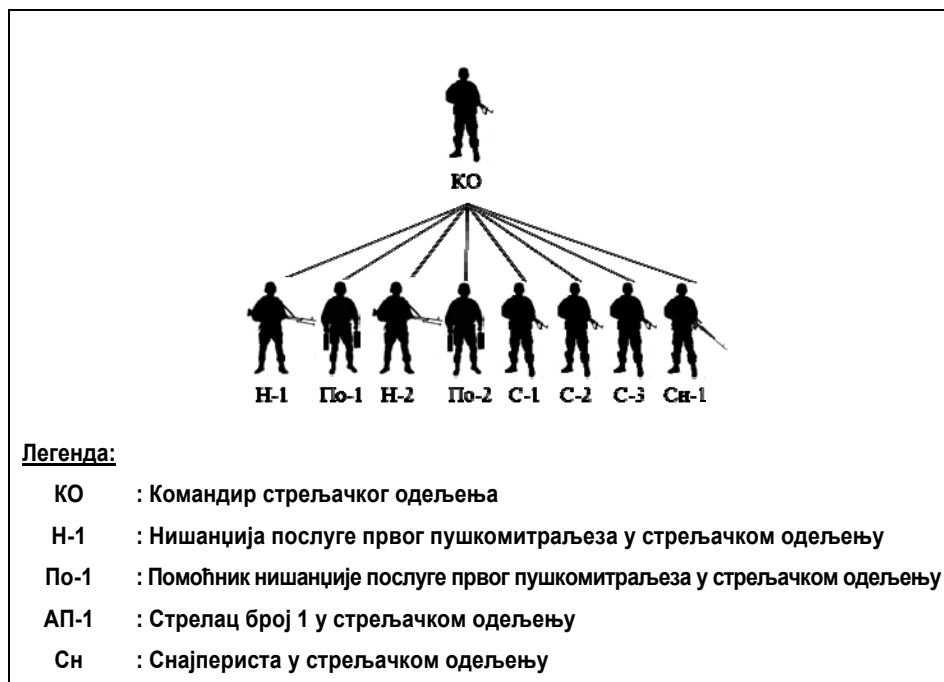 КО
Н-1 По-1 Н-2 По-2 С-1 С-2 С-3 Сн-1
Легенда:
КО : Командир стрељачког одељења
Н-1 : Нишанџија послуге првог пушкомитраљеза у стрељачком одељењу
По-1 : Помоћник нишанџије послуге првог пушкомитраљеза у стрељачком одељењу
АП-1 : Стрелац број 1 у стрељачком одељењу
Сн : Снајпериста у стрељачком одељењу